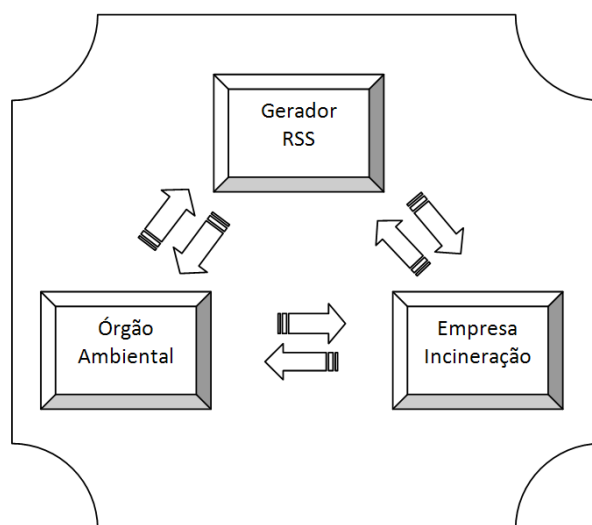 Gerador
RSS
Órgão
Ambiental
Empresa
Incineração